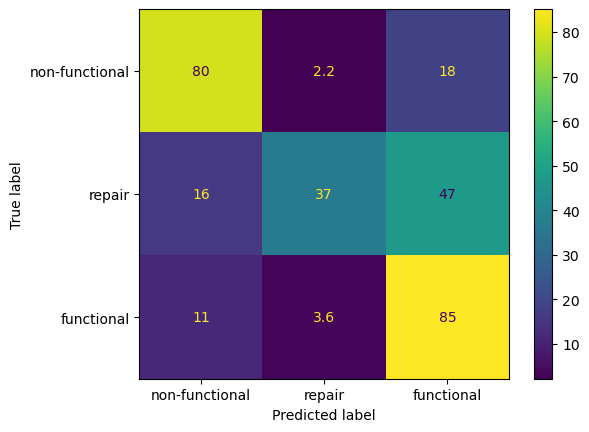 non-functional 80 2.2 18
repair 16 37 47
functional 11 3.6 85
non-functional repair functional
Predicted label
True label
80
70
60
50
40
30
20
10